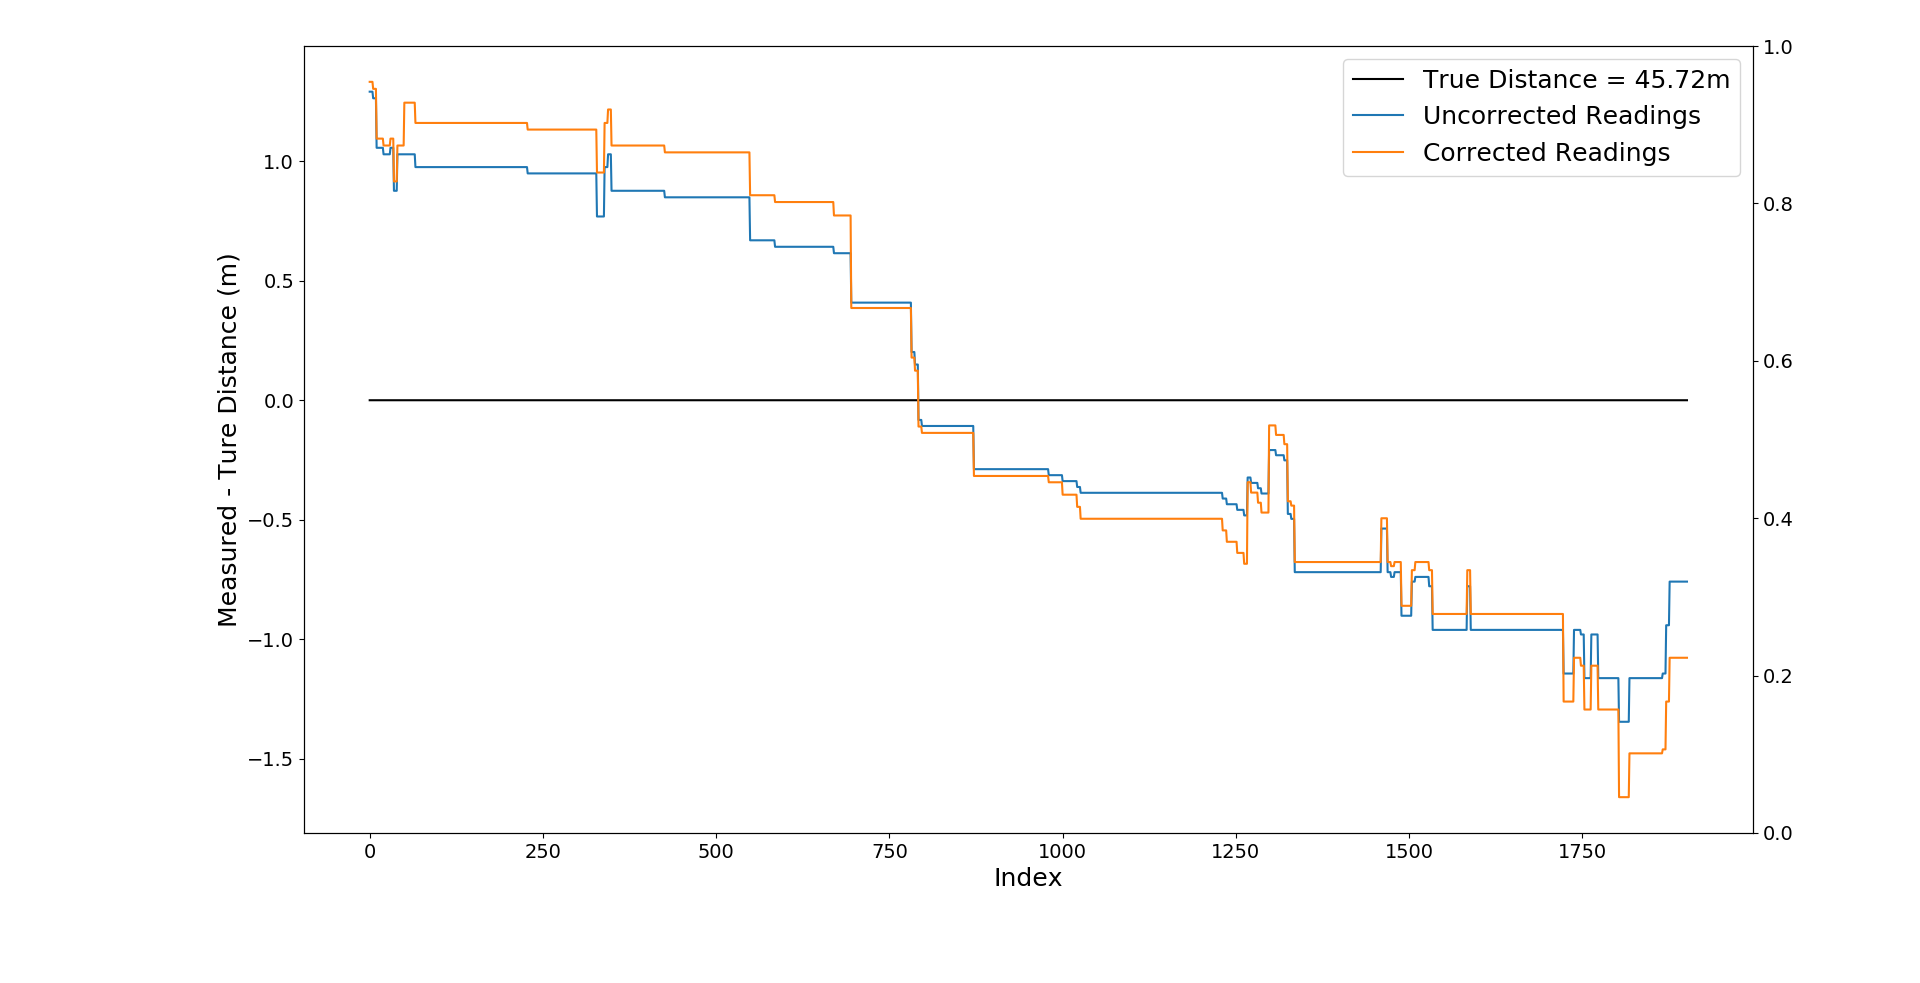 True Distance = 45.72m
Uncorrected Readings
Corrected Readings
Measured - Ture Distance (m)
1.0
0.5
0.0
−0.5
−1.0
−1.5
1.0
0.8
0.6
0.4
0.2
0.0
0 250 500 750 1000 1250 1500 1750
Index